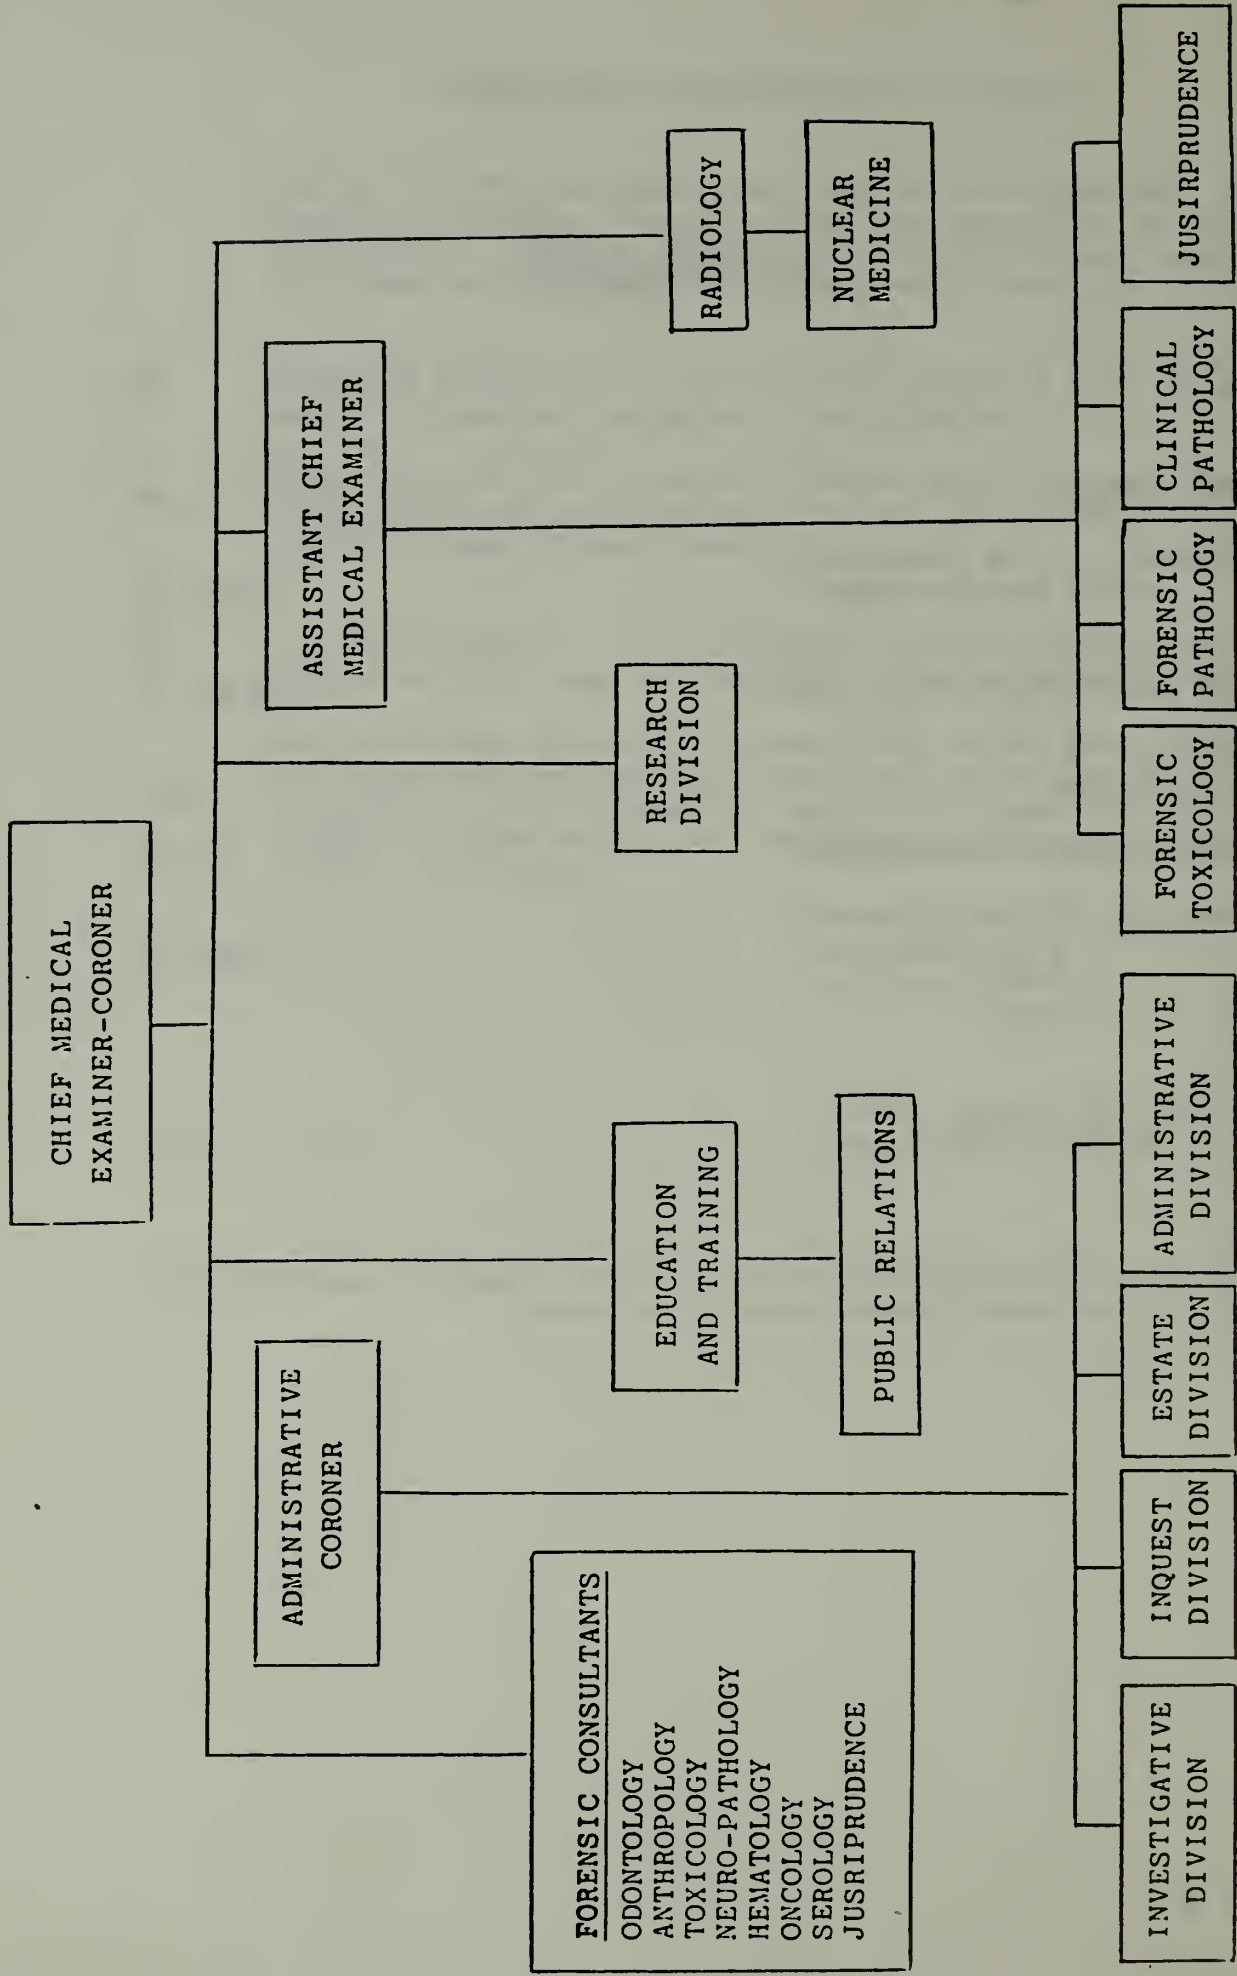 CHIEF MEDICAL
EXAMINER-CORONER
ADMINISTRATIVE
CORONER
ASSISTANT CHIEF
MEDICAL EXAMINER
FORENSIC CONSULTANTS
ODONTOLOGY
ANTHROPOLOGY
TOXICOLOGY
NEURO-PATHOLOGY
HEMATOLOGY
ONCOLOGY
SEROLOGY
JUSRIPRUDENCE
EDUCATION
AND TRAINING
PUBLIC RELATIONS
RESEARCH
DIVISION
RADIOLOGY
NUCLEAR
MEDICINE
INVESTIGATIVE
DIVISION
INQUEST
DIVISION
ESTATE
DIVISION
ADMINISTRATIVE
DIVISION
FORENSIC
TOXICOLOGY
FORENSIC
PATHOLOGY
CLINICAL
PATHOLOGY
JUSIRPRUDENCE